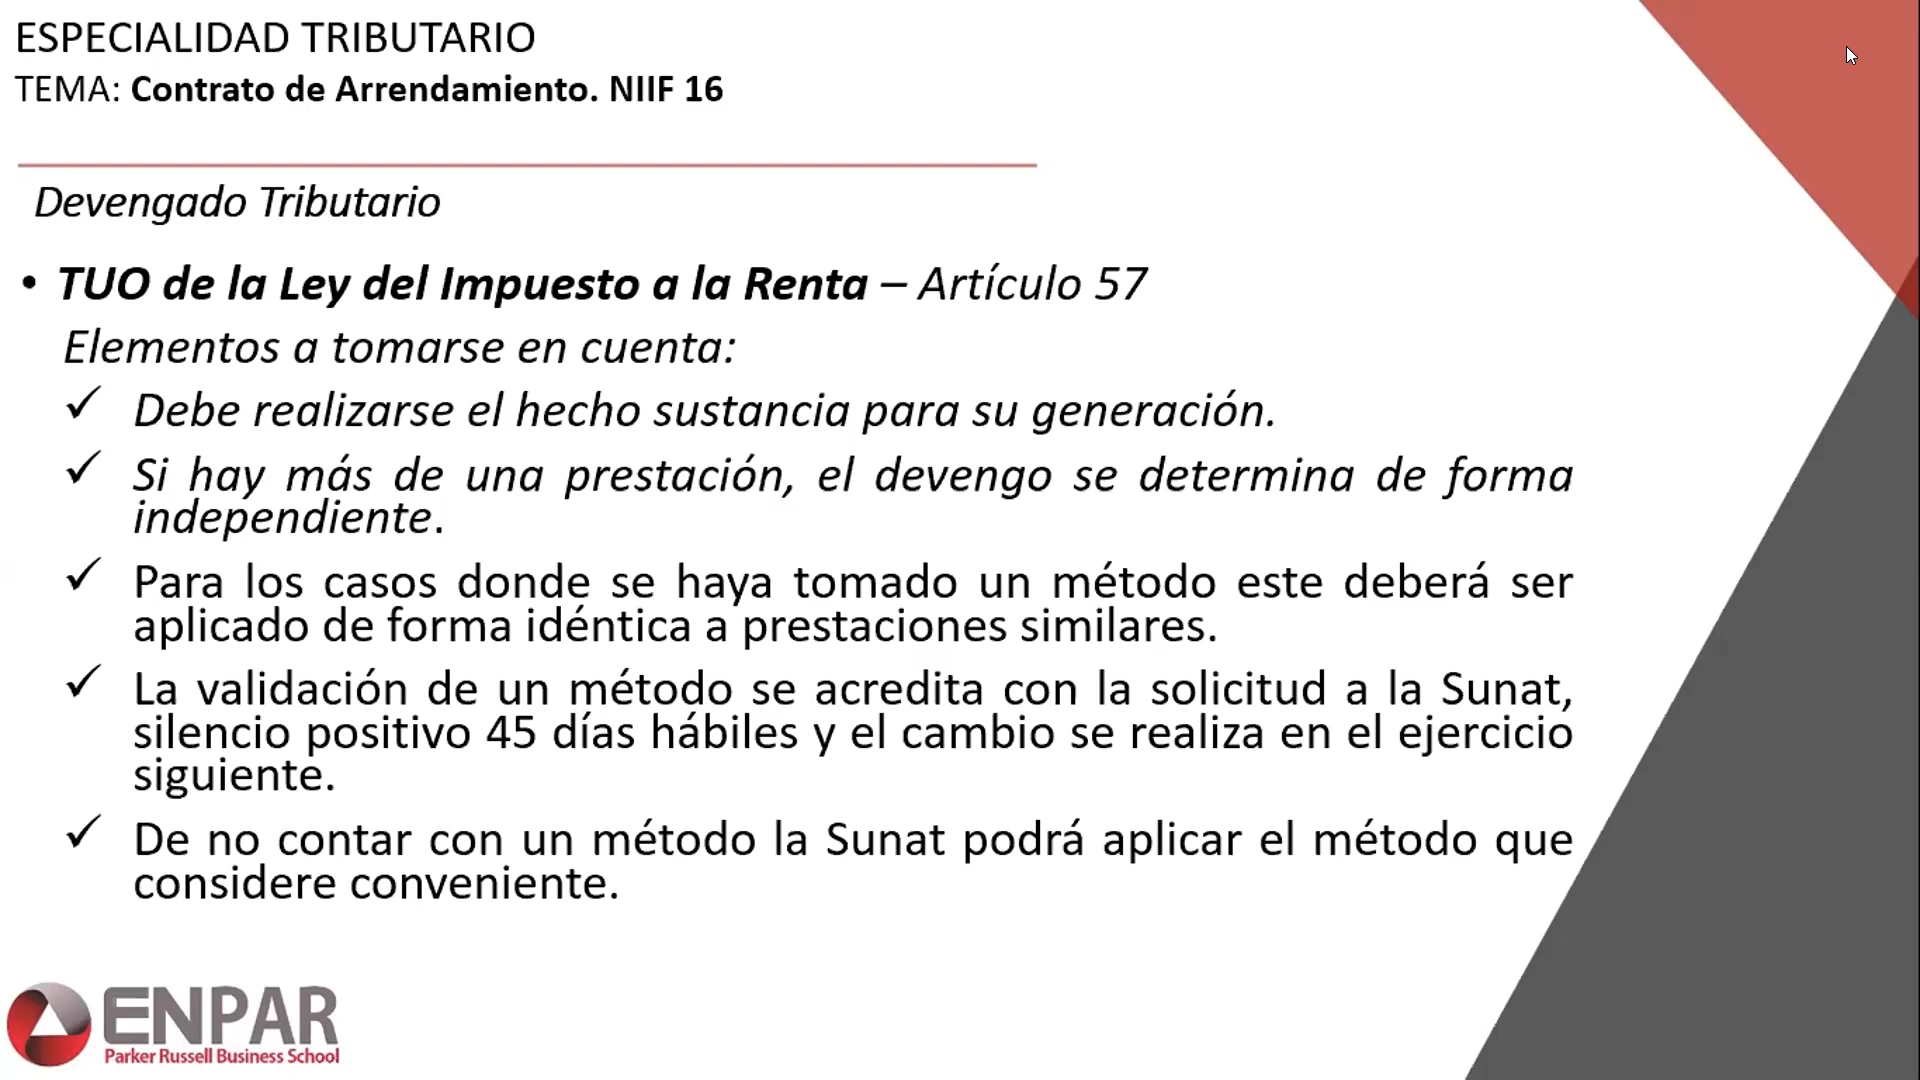 ESPECIALIDAD TRIBUTARIO
TEMA: Contrato de Arrendamiento. NIIF 16
Devengado Tributario
• TUO de la Ley del Impuesto a la Renta – Artículo 57
Elementos a tomarse en cuenta:
✓ Debe realizarse el hecho sustancia para su generación.
✓ Si hay más de una prestación, el devengo se determina de forma
independiente.
✓ Para los casos donde se haya tomado un método este deberá ser
aplicado de forma idéntica a prestaciones similares.
✓ La validación de un método se acredita con la solicitud a la Sunat,
silencio positivo 45 días hábiles y el cambio se realiza en el ejercicio
siguiente.
✓ De no contar con un método la Sunat podrá aplicar el método que
considere conveniente.
ENPAR
Parker Russell Business School